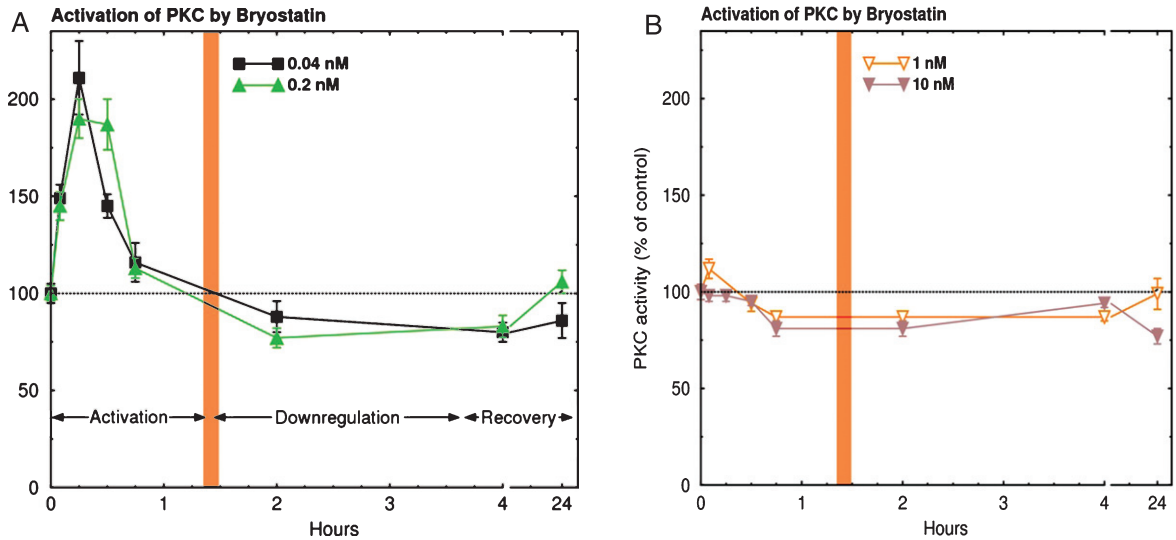 A
Activation of PKC by Bryostatin
0.04 nM
0.2 nM
200
150
100
50
0
Activation
Downregulation
Recovery
0 1 2 3 4 24
Hours
B
Activation of PKC by Bryostatin
1 nM
10 nM
PKC activity (% of control)
200
150
100
50
0
0 1 2 3 4 24
Hours